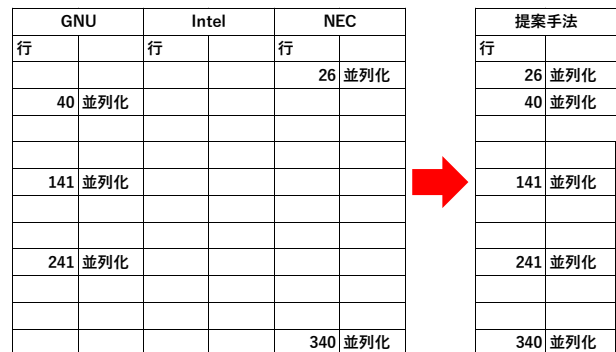 GNU Intel NEC 提案手法
行 行 行 行
26 並列化 26 並列化
40 並列化 40 並列化
141 並列化 141 並列化
241 並列化 241 並列化
340 並列化 340 並列化